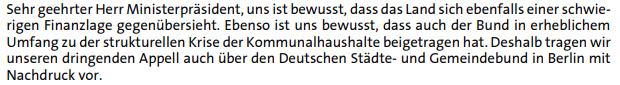 Sehr geehrter Herr Ministerpräsident, uns ist bewusst, dass das Land sich ebenfalls einer schwie-
rigen Finanzlage gegenübersieht. Ebenso ist uns bewusst, dass auch der Bund in erheblichem
Umfang zu der strukturellen Krise der Kommunalhaushalte beigetragen hat. Deshalb tragen wir
unseren dringenden Appell auch über den Deutschen Städte- und Gemeindebund in Berlin mit
Nachdruck vor.